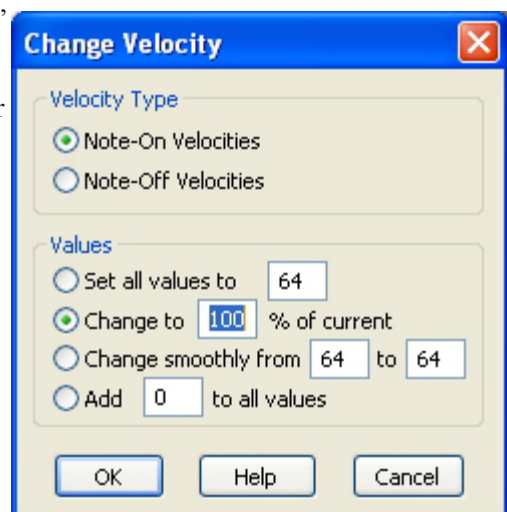 ,
Change Velocity
r
Velocity Type
Note-On Velocities
Note-Off Velocities
Values
Set all values to 64
Change to 100 % of current
Change smoothly from 64 to 64
Add 0 to all values
OK Help Cancel